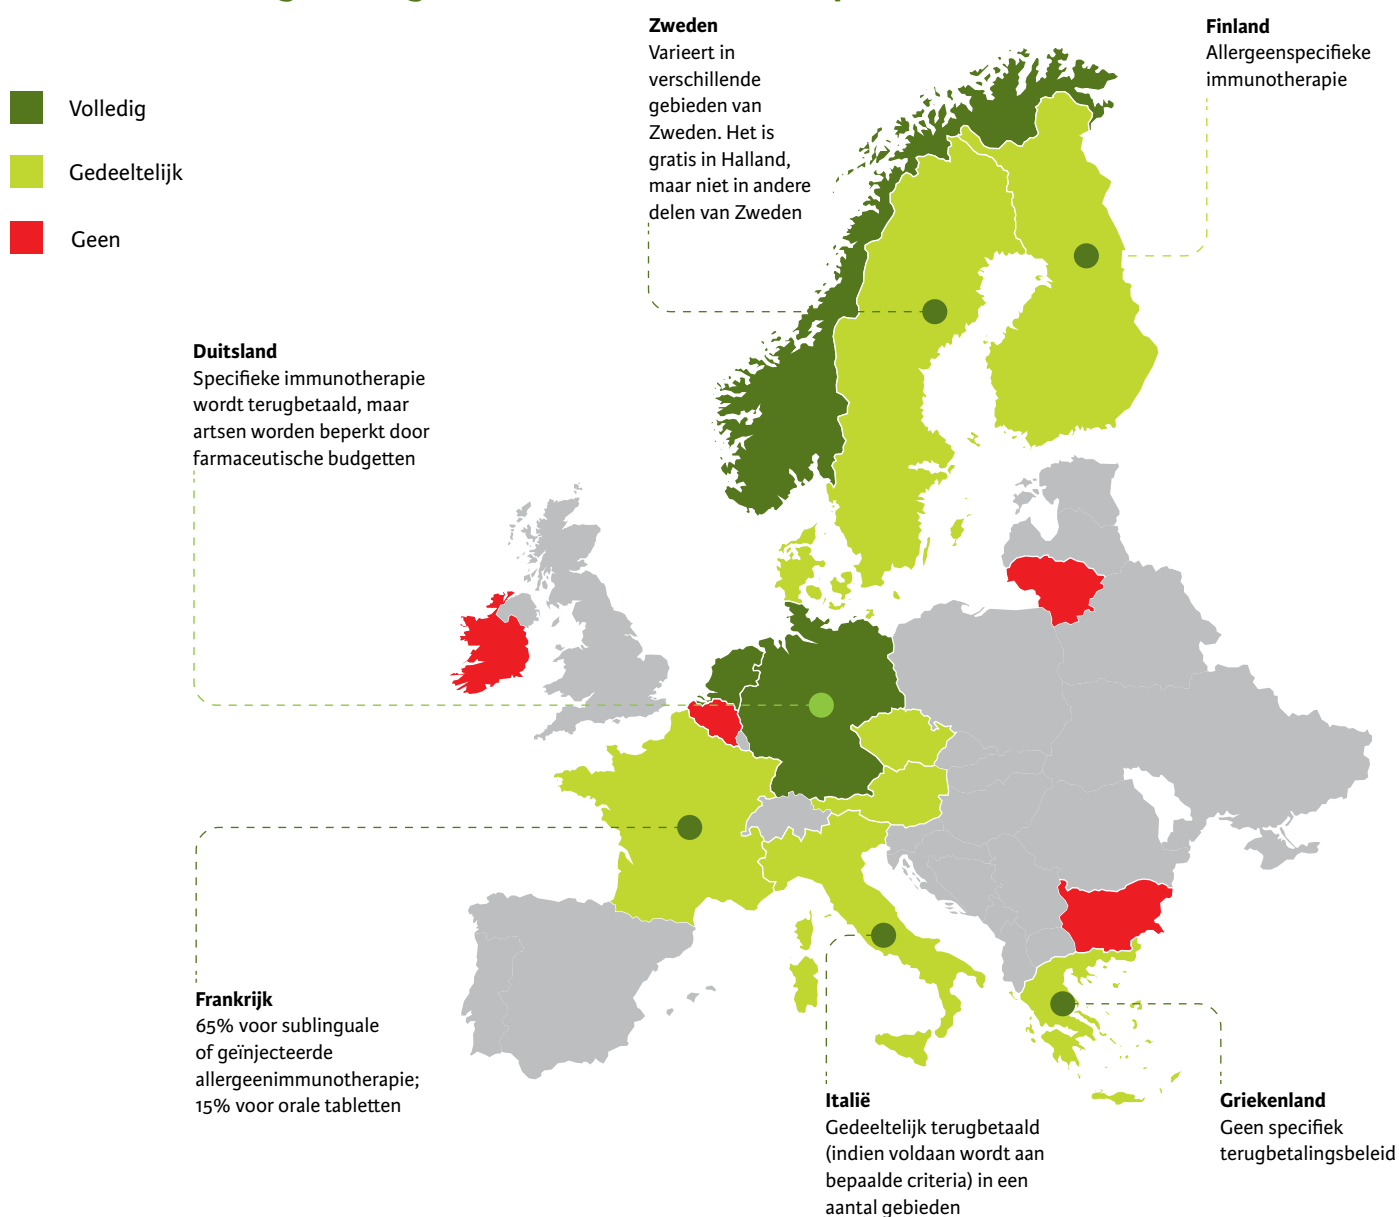 Volledig
Gedeeltelijk
Geen
Zweden
Varieert in
verschillende
gebieden van
Zweden. Het is
gratis in Halland,
maar niet in andere
delen van Zweden
Finland
Allergeenspecifieke
immunotherapie
Duitsland
Specifieke immunotherapie
wordt terugbetaald, maar
artsen worden beperkt door
farmaceutische budgetten
Frankrijk
65% voor sublinguale
of geïnjecteerde
allergeenimmunotherapie;
15% voor orale tabletten
Italië
Gedeeltelijk terugbetaald
(indien voldaan wordt aan
bepaalde criteria) in een
aantal gebieden
Griekenland
Geen specifiek
terugbetalingsbeleid